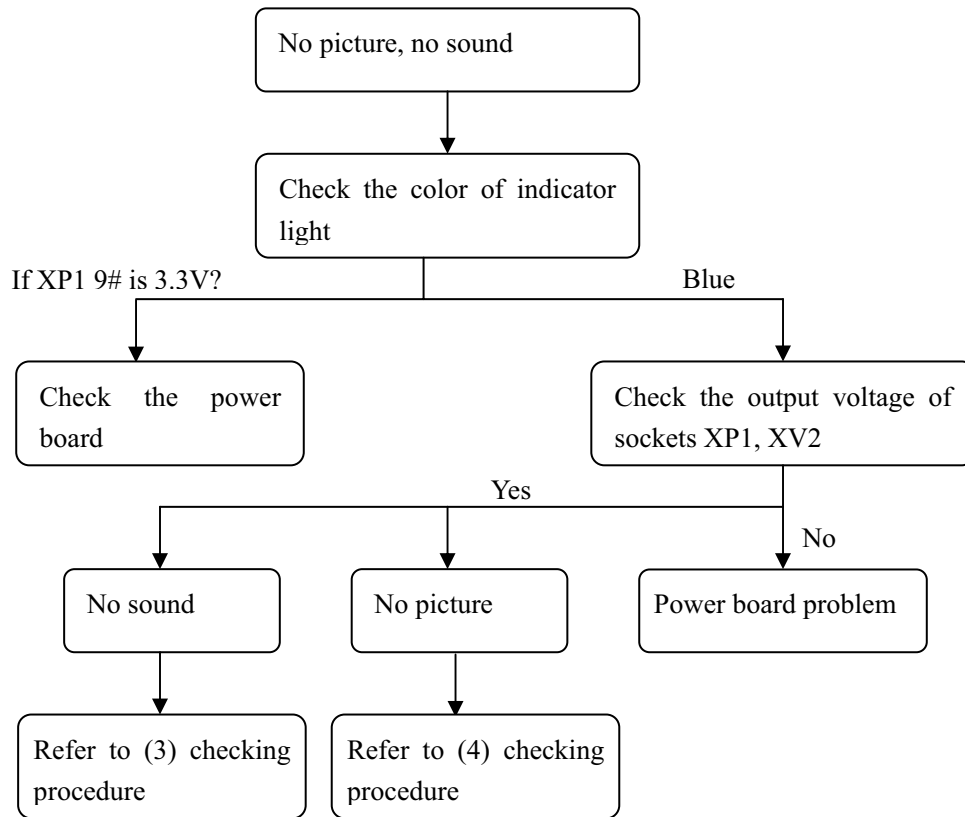 No picture, no sound
Check the color of indicator
light
If XP1 9# is 3.3V?
Blue
Check the power
board
Check the output voltage of
sockets XP1, XV2
Yes
No
No sound
No picture
Power board problem
Refer to (3) checking
procedure
Refer to (4) checking
procedure